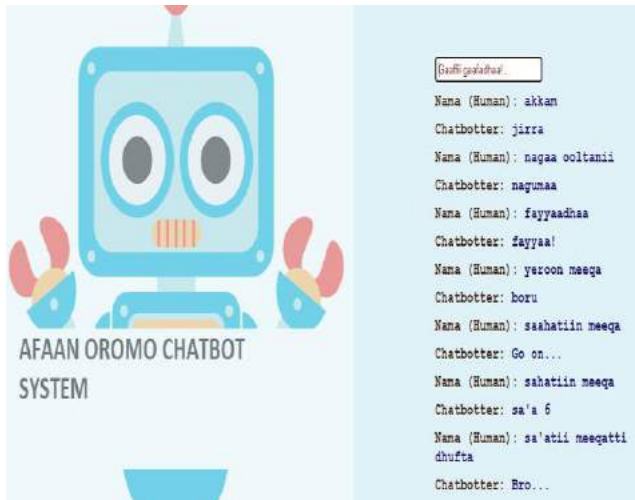 AFAAN OROMO CHATBOT
SYSTEM
Gaaffii gaafadhaa!..
Nama (Human): akkam
Chatbotter: jirra
Nama (Human): nagaa ooltanii
Chatbotter: nagumaa
Nama (Human): fayyaadhaa
Chatbotter: fayyaa!
Nama (Human): yeroon meeqa
Chatbotter: boru
Nama (Human): saahatiin meeqa
Chatbotter: Go on...
Nama (Human): sahatiin meeqa
Chatbotter: sa'a 6
Nama (Human): sa'atii meeqatti
dhufta
Chatbotter: Bro...